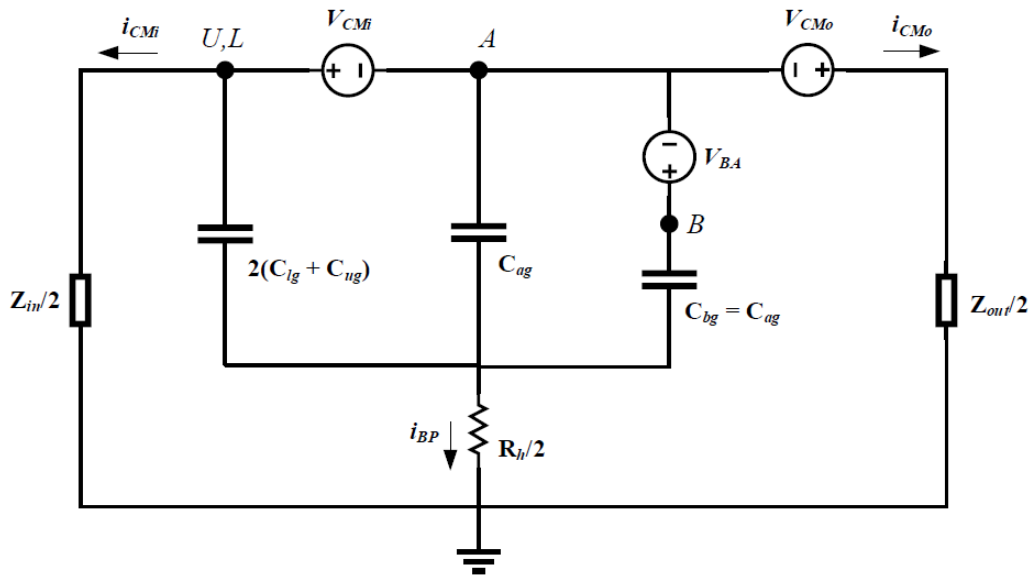 i_CMi
U,L
V_CMi
A
V_CMo
i_CMo
+ −
− +
−
+
V_BA
B
2(C_lg + C_ug)
C_ag
Z_in/2
C_bg = C_ag
Z_out/2
i_BP
R_h/2